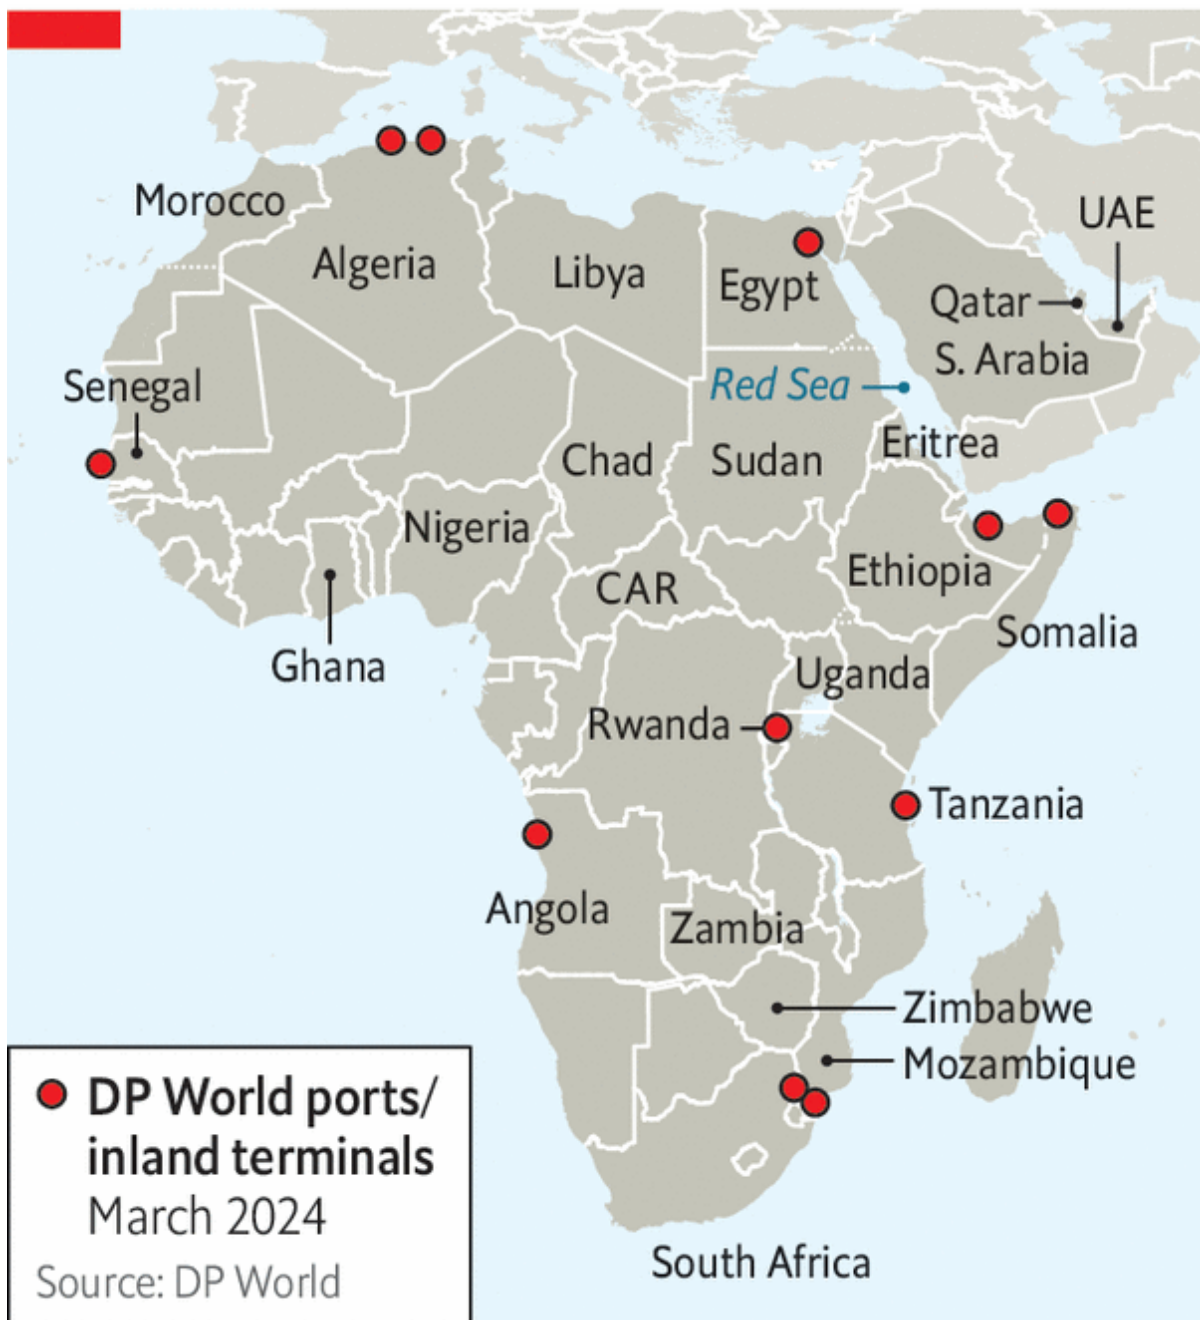 Morocco
UAE
Algeria
Libya
Egypt
Qatar
S. Arabia
Senegal
Red Sea
Eritrea
Chad
Sudan
Nigeria
Ethiopia
CAR
Somalia
Ghana
Uganda
Rwanda
Tanzania
Angola
Zambia
Zimbabwe
Mozambique
DP World ports/
inland terminals
March 2024
Source: DP World
South Africa